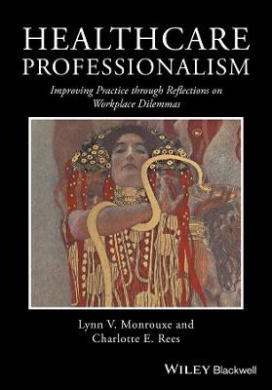 HEALTHCARE
PROFESSIONALISM
Improving Practice through Reflections on
Workplace Dilemmas
Lynn V. Monrouxe and
Charlotte E. Rees
WILEY Blackwell